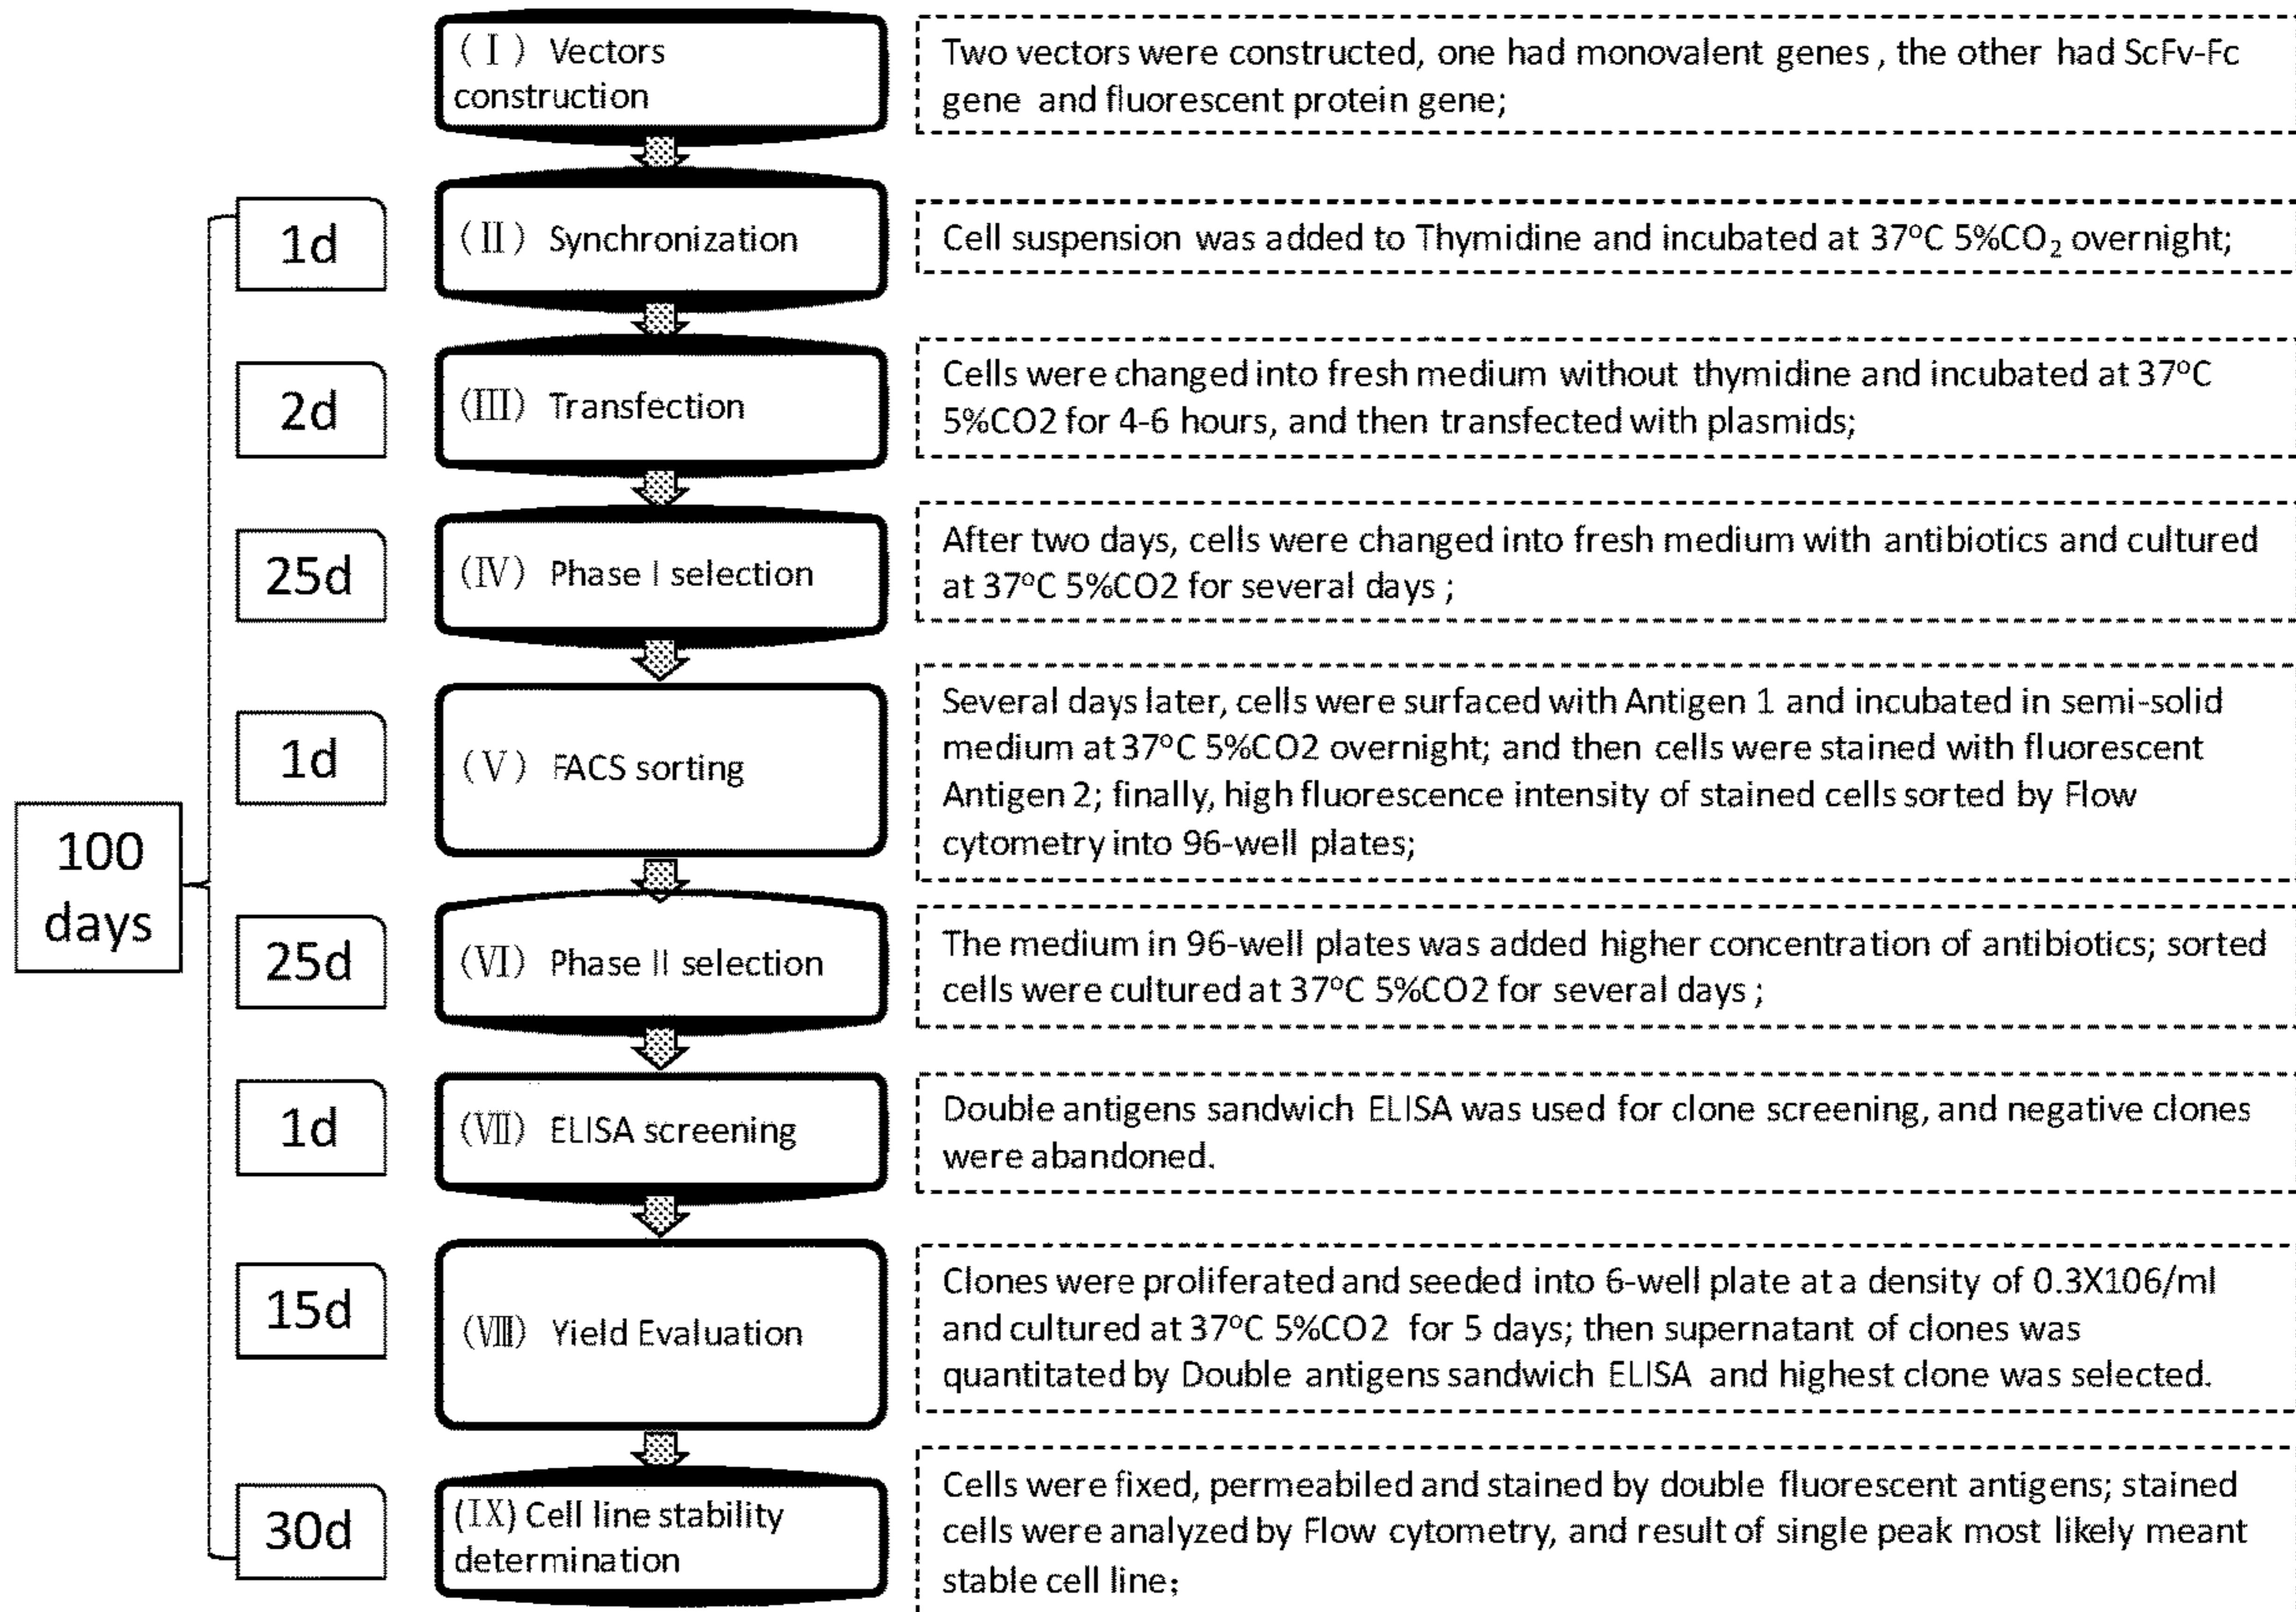 (Ⅰ) Vectors
construction
Two vectors were constructed, one had monovalent genes , the other had ScFv-Fc
gene and fluorescent protein gene;
1d
(Ⅱ) Synchronization
Cell suspension was added to Thymidine and incubated at 37°C 5%CO₂ overnight;
2d
(Ⅲ) Transfection
Cells were changed into fresh medium without thymidine and incubated at 37°C
5%CO2 for 4-6 hours, and then transfected with plasmids;
25d
(Ⅳ) Phase I selection
After two days, cells were changed into fresh medium with antibiotics and cultured
at 37°C 5%CO2 for several days ;
1d
(Ⅴ) FACS sorting
Several days later, cells were surfaced with Antigen 1 and incubated in semi-solid
medium at 37°C 5%CO2 overnight; and then cells were stained with fluorescent
Antigen 2; finally, high fluorescence intensity of stained cells sorted by Flow
cytometry into 96-well plates;
100
days
25d
(Ⅵ) Phase II selection
The medium in 96-well plates was added higher concentration of antibiotics; sorted
cells were cultured at 37°C 5%CO2 for several days ;
1d
(Ⅶ) ELISA screening
Double antigens sandwich ELISA was used for clone screening, and negative clones
were abandoned.
15d
(Ⅷ) Yield Evaluation
Clones were proliferated and seeded into 6-well plate at a density of 0.3X106/ml
and cultured at 37°C 5%CO2 for 5 days; then supernatant of clones was
quantitated by Double antigens sandwich ELISA and highest clone was selected.
30d
(Ⅸ) Cell line stability
determination
Cells were fixed, permeabiled and stained by double fluorescent antigens; stained
cells were analyzed by Flow cytometry, and result of single peak most likely meant
stable cell line;